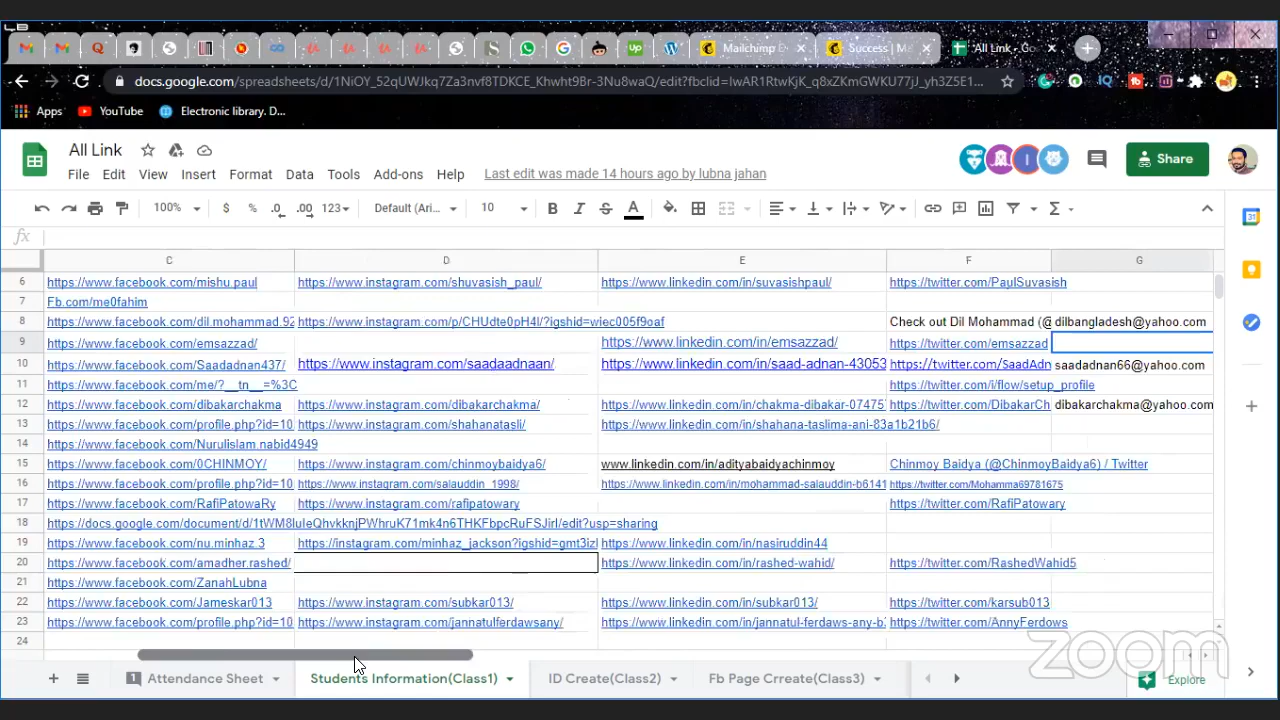 Mailchimp E
Success | Ma
All Link - Go
docs.google.com/spreadsheets/d/1NiOY_52qUWJkq7Za3nvf8TDKCE_Khwht9Br-3Nu8waQ/edit?fbclid=IwAR1RtwKjK_q8xZKmGWKU77J_yh3Z5E1...
Apps YouTube Electronic library. D...
All Link
File Edit View Insert Format Data Tools Add-ons Help Last edit was made 14 hours ago by lubna jahan
Share
100% $ % .0 .00 123 Default (Ari... 10 B I S A
fx
C D E F G
6 https://www.facebook.com/mishu.paul https://www.instagram.com/shuvasish_paul/ https://www.linkedin.com/in/suvasishpaul/ https://twitter.com/PaulSuvasish
7 Fb.com/me0fahim
8 https://www.facebook.com/dil.mohammad.92 https://www.instagram.com/p/CHUdte0pH4l/?igshid=wiec005f9oaf Check out Dil Mohammad (@ dilbangladesh@yahoo.com
9 https://www.facebook.com/emsazzad/ https://www.linkedin.com/in/emsazzad/ https://twitter.com/emsazzad
10 https://www.facebook.com/Saadadnan437/ https://www.instagram.com/saadaadnaan/ https://www.linkedin.com/in/saad-adnan-43053 https://twitter.com/SaadAdn saadadnan66@yahoo.com
11 https://www.facebook.com/me/?__tn__=%3C https://twitter.com/i/flow/setup_profile
12 https://www.facebook.com/dibakarchakma https://www.instagram.com/dibakarchakma/ https://www.linkedin.com/in/chakma-dibakar-07475 https://twitter.com/DibakarCh dibakarchakma@yahoo.com
13 https://www.facebook.com/profile.php?id=10 https://www.instagram.com/shahanatasli/ https://www.linkedin.com/in/shahana-taslima-ani-83a1b21b6/
14 https://www.facebook.com/Nurulislam.nabid4949
15 https://www.facebook.com/0CHINMOY/ https://www.instagram.com/chinmoybaidya6/ www.linkedin.com/in/adityabaidyachinmoy Chinmoy Baidya (@ChinmoyBaidya6) / Twitter
16 https://www.facebook.com/profile.php?id=10 https://www.instagram.com/salauddin_1998/ https://www.linkedin.com/in/mohammad-salauddin-b6141 https://twitter.com/Mohamma69781675
17 https://www.facebook.com/RafiPatowaRy https://www.instagram.com/rafipatowary https://twitter.com/RafiPatowary
18 https://docs.google.com/document/d/1tWM8luIeQhvkknjPWhruK71mk4n6THKFbpcRuFSJirI/edit?usp=sharing
19 https://www.facebook.com/nu.minhaz.3 https://instagram.com/minhaz_jackson?igshid=gmt3izl https://www.linkedin.com/in/nasiruddin44
20 https://www.facebook.com/amadher.rashed/ https://www.linkedin.com/in/rashed-wahid/ https://twitter.com/RashedWahid5
21 https://www.facebook.com/ZanahLubna
22 https://www.facebook.com/Jameskar013 https://www.instagram.com/subkar013/ https://www.linkedin.com/in/subkar013/ https://twitter.com/karsub013
23 https://www.facebook.com/profile.php?id=10 https://www.instagram.com/jannatulferdawsany/ https://www.linkedin.com/in/jannatul-ferdaws-any-b https://twitter.com/AnnyFerdows
24
zoom
1 Attendance Sheet Students Information(Class1) ID Create(Class2) Fb Page Crreate(Class3) Explore